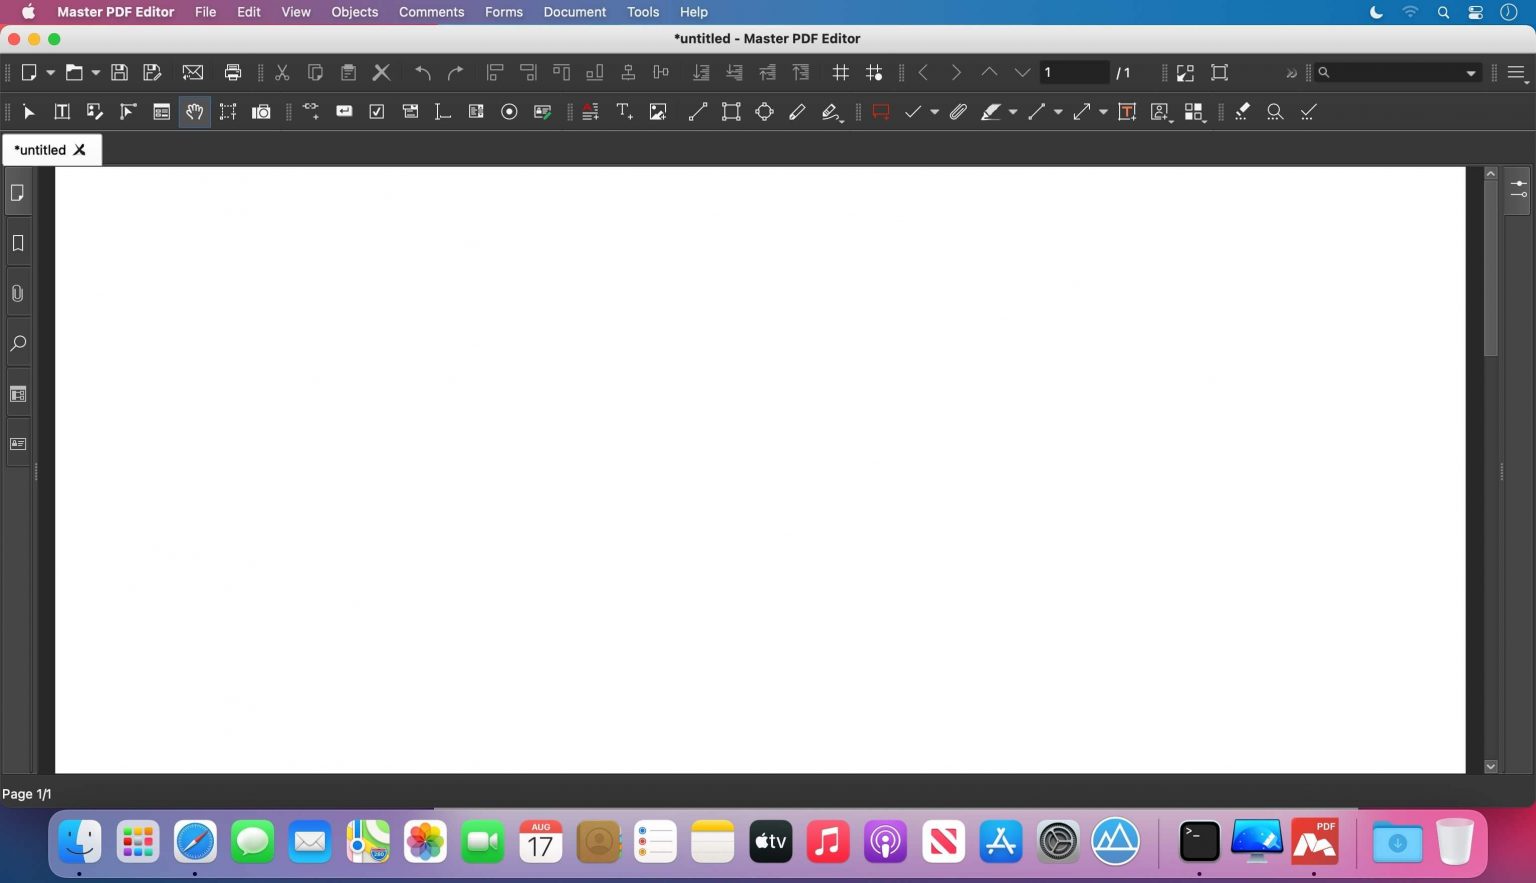 Master PDF Editor File Edit View Objects Comments Forms Document Tools Help
*untitled - Master PDF Editor
1 / 1
*untitled
Page 1/1
AUG
17
tv
PDF